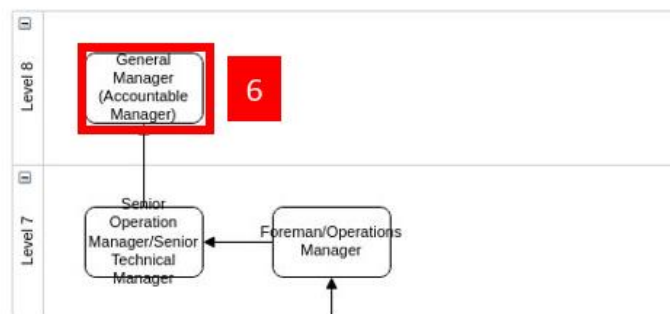 Level 8
General
Manager
(Accountable
Manager)
6
Level 7
Senior
Operation
Manager/Senior
Technical
Manager
Foreman/Operations
Manager